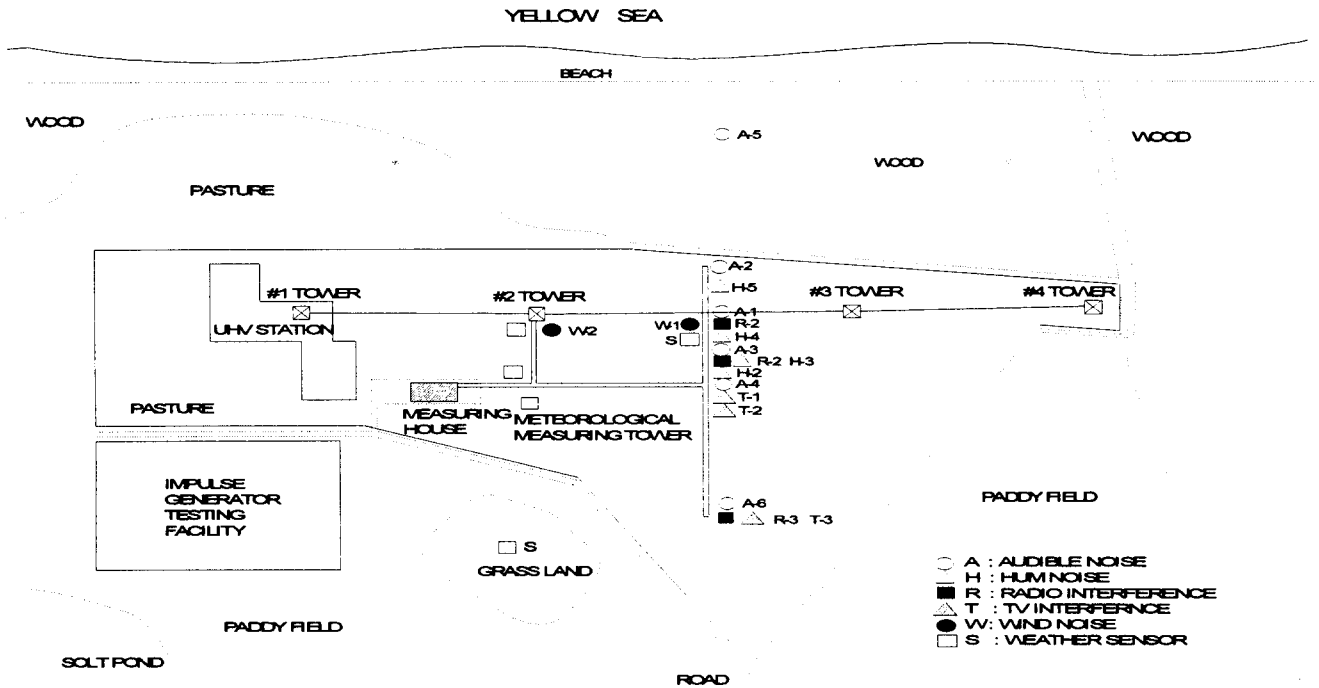 YELLOW SEA
BEACH
WOOD
A-5
WOOD
WOOD
PASTURE
A-2
H-5
#1 TOWER
#2 TOWER
#3 TOWER
#4 TOWER
A-1
UHV STATION
W-2
W-1
R-2
S
H-4
A-3
R-2 H-3
H-2
A-4
T-1
T-2
PASTURE
MEASURING
HOUSE
METEOROLOGICAL
MEASURING TOWER
IMPULSE
GENERATOR
TESTING
FACILITY
PADDY FIELD
A-6
R-3 T-3
S
GRASS LAND
A : AUDIBLE NOISE
H : HUM NOISE
R : RADIO INTERFERENCE
T : TV INTERFERNCE
W : WIND NOISE
S : WEATHER SENSOR
PADDY FIELD
SOLT POND
ROAD